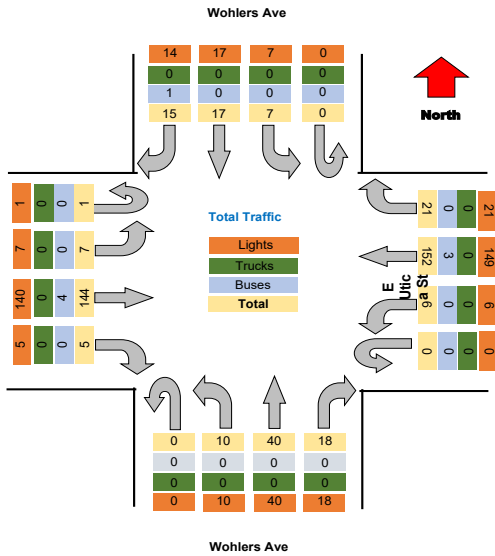 Wohlers Ave
14 17 7 0
0 0 0 0
1 0 0 0
15 17 7 0
North
1 0 0 1
7 0 0 7
140 0 4 144
5 0 0 5
Total Traffic
Lights
Trucks
Buses
Total
21 0 0 21
152 3 0 149
6 0 0 6
0 0 0 0
E
Utic
a St
0 10 40 18
0 0 0 0
0 0 0 0
0 10 40 18
Wohlers Ave